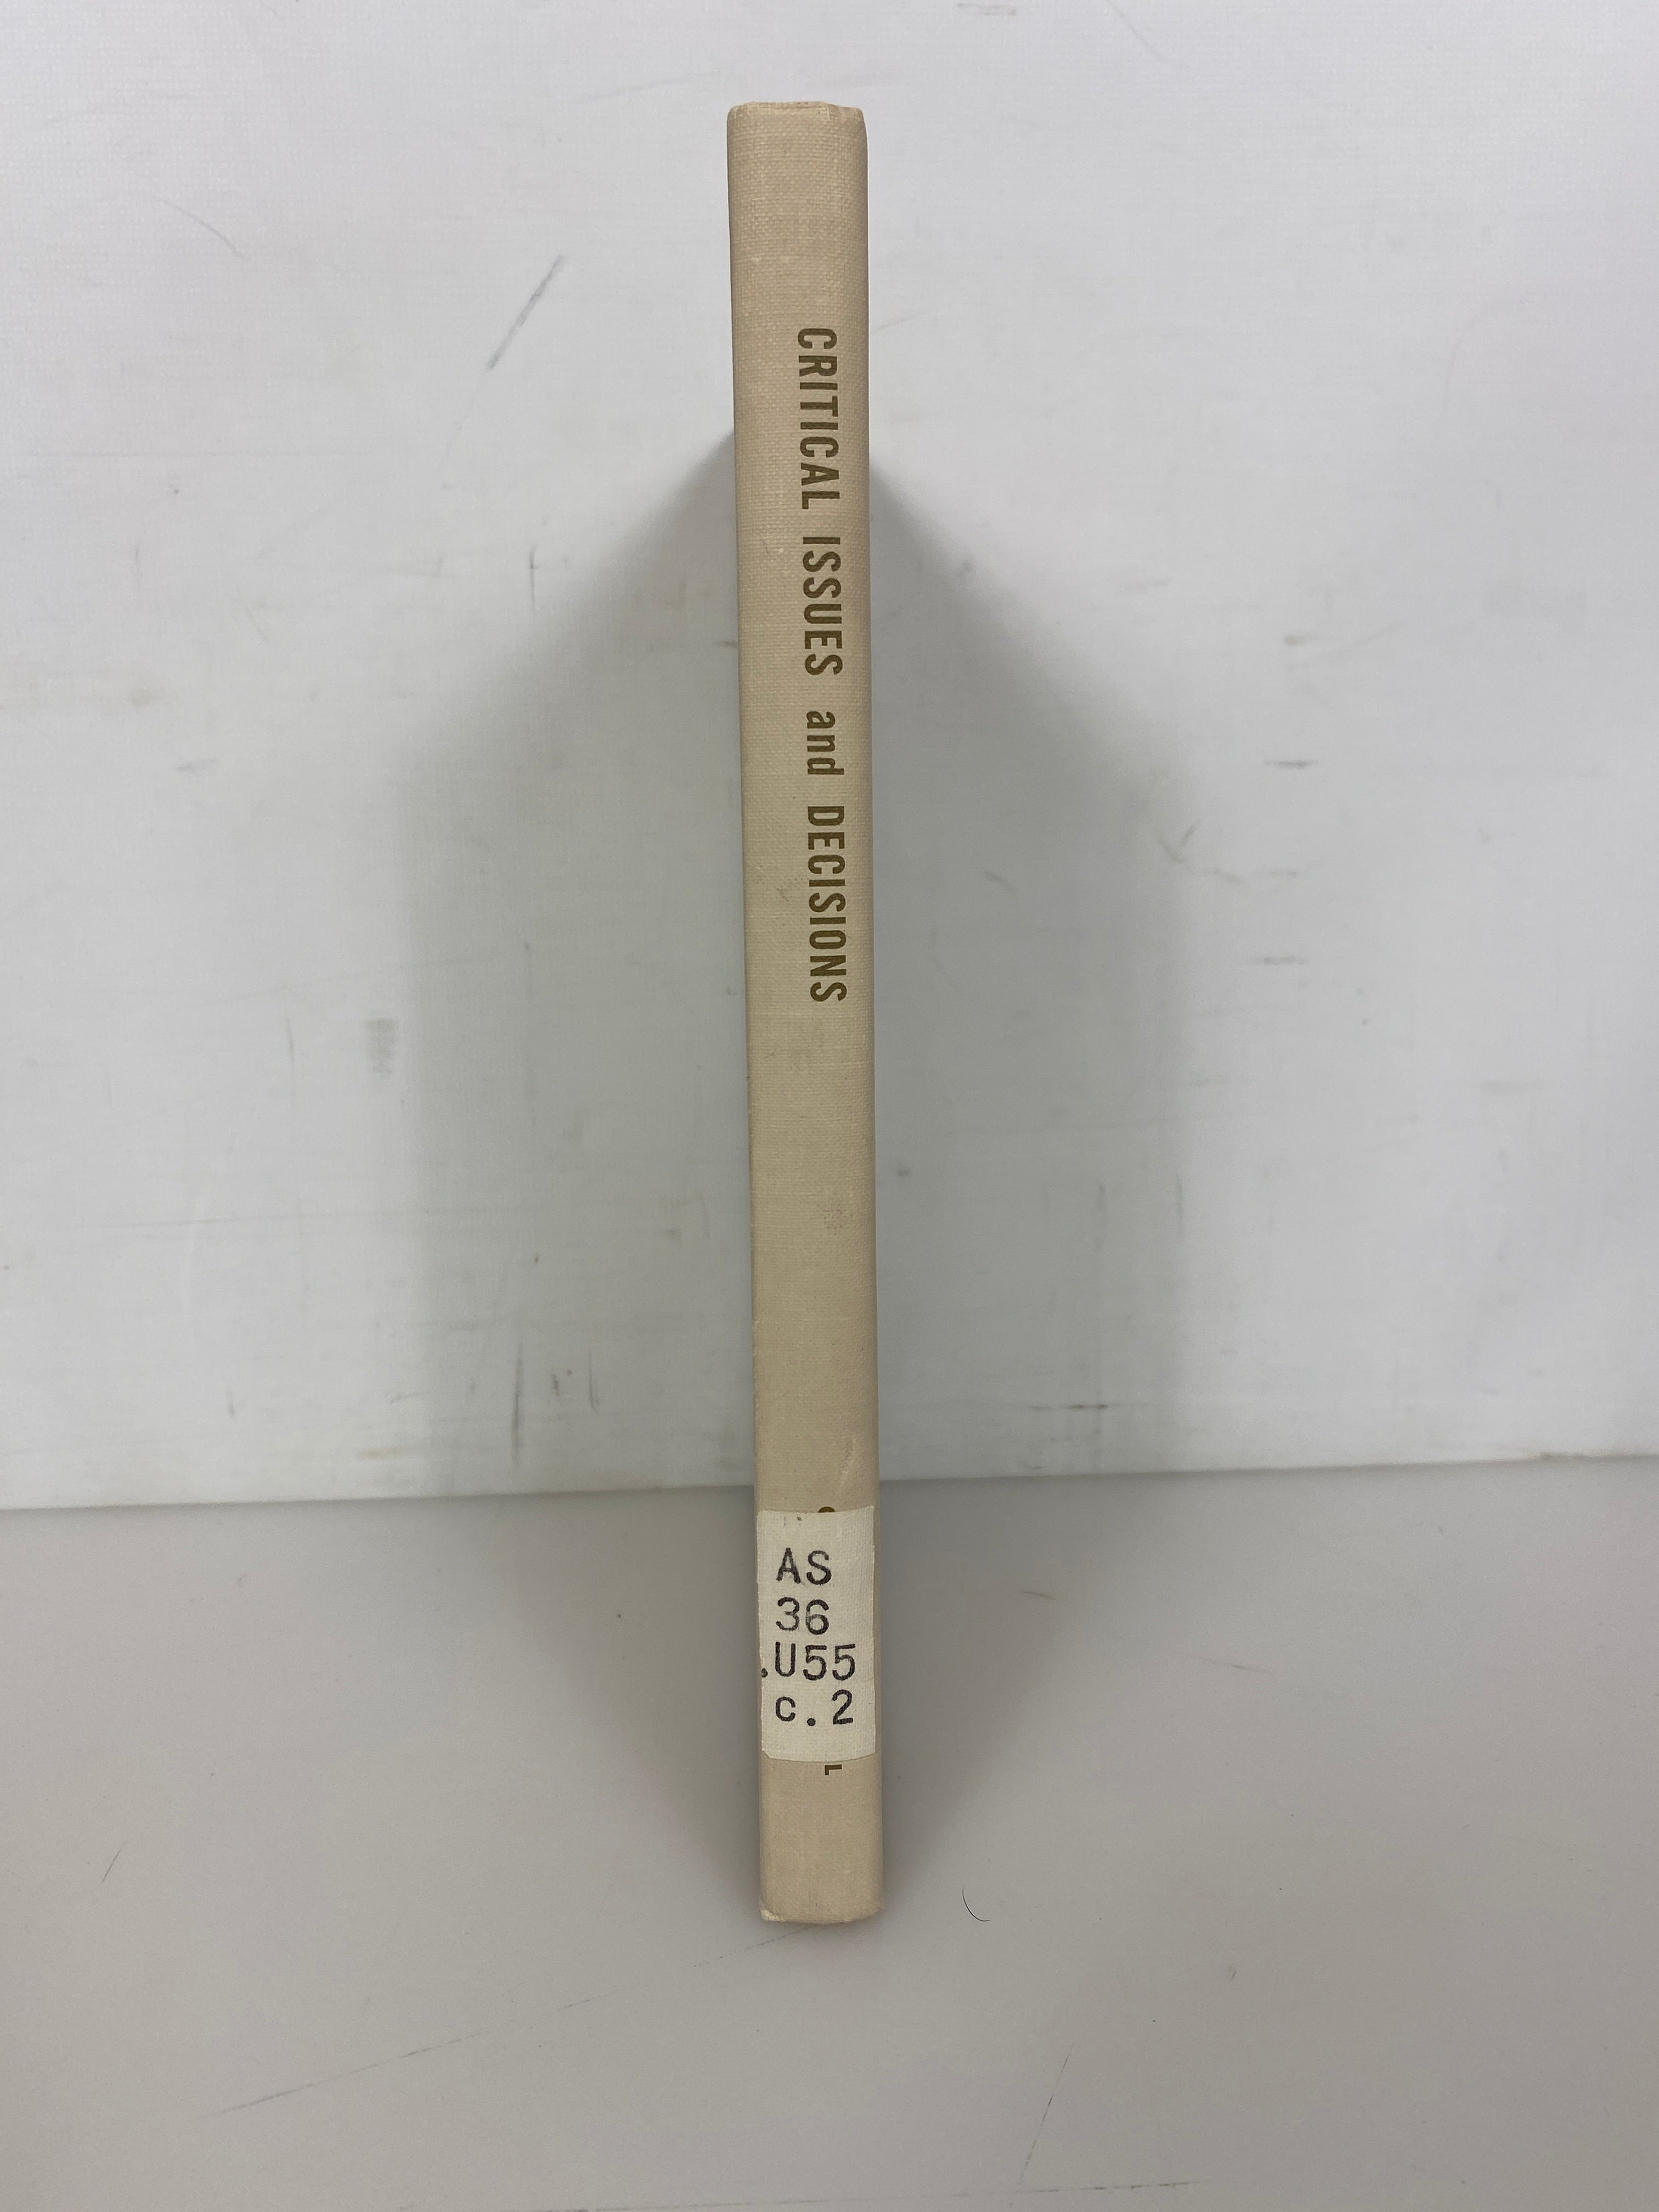 CRITICAL ISSUES and DECISIONS
AS
36
.U55
c.2